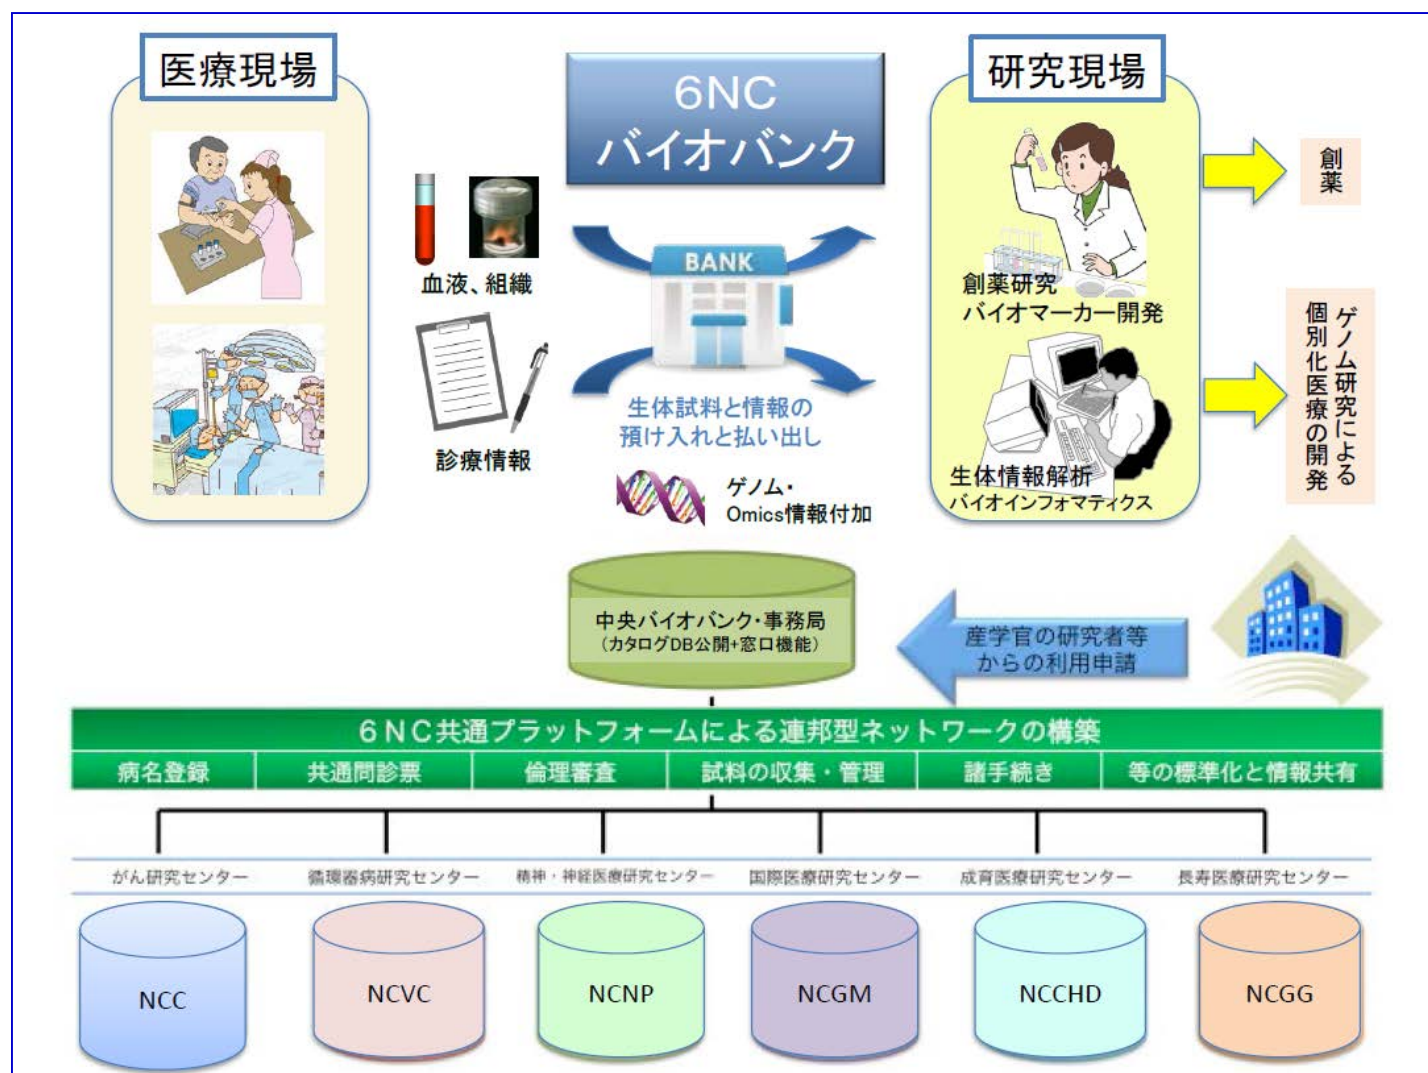 医療現場
6NC
バイオバンク
研究現場
血液、組織
診療情報
BANK
生体試料と情報の
預け入れと払い出し
ゲノム・
Omics情報付加
創薬研究
バイオマーカー開発
生体情報解析
バイオインフォマティクス
創薬
ゲノム研究による
個別化医療の開発
中央バイオバンク・事務局
（カタログDB公開+窓口機能）
産学官の研究者等
からの利用申請
６ＮＣ共通プラットフォームによる連邦型ネットワークの構築
病名登録 共通問診票 倫理審査 試料の収集・管理 諸手続き 等の標準化と情報共有
がん研究センター 循環器病研究センター 精神・神経医療研究センター 国際医療研究センター 成育医療研究センター 長寿医療研究センター
NCC NCVC NCNP NCGM NCCHD NCGG